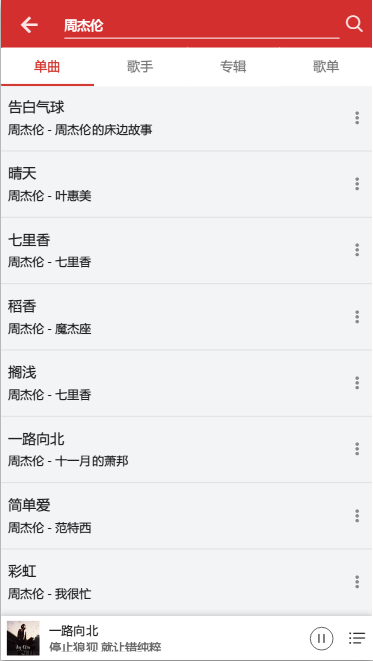 周杰伦
单曲 歌手 专辑 歌单
告白气球
周杰伦 - 周杰伦的床边故事
晴天
周杰伦 - 叶惠美
七里香
周杰伦 - 七里香
稻香
周杰伦 - 魔杰座
搁浅
周杰伦 - 七里香
一路向北
周杰伦 - 十一月的萧邦
简单爱
周杰伦 - 范特西
彩虹
周杰伦 - 我很忙
一路向北
停止狼狈 就让错纯粹